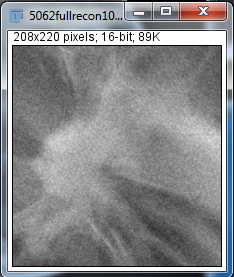 5062fullrecon10...
208x220 pixels; 16-bit; 89K